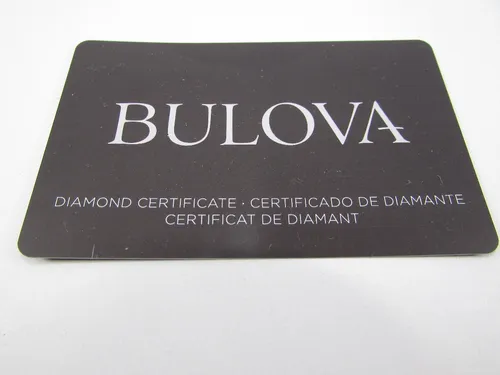 BULOVA
DIAMOND CERTIFICATE · CERTIFICADO DE DIAMANTE
CERTIFICAT DE DIAMANT